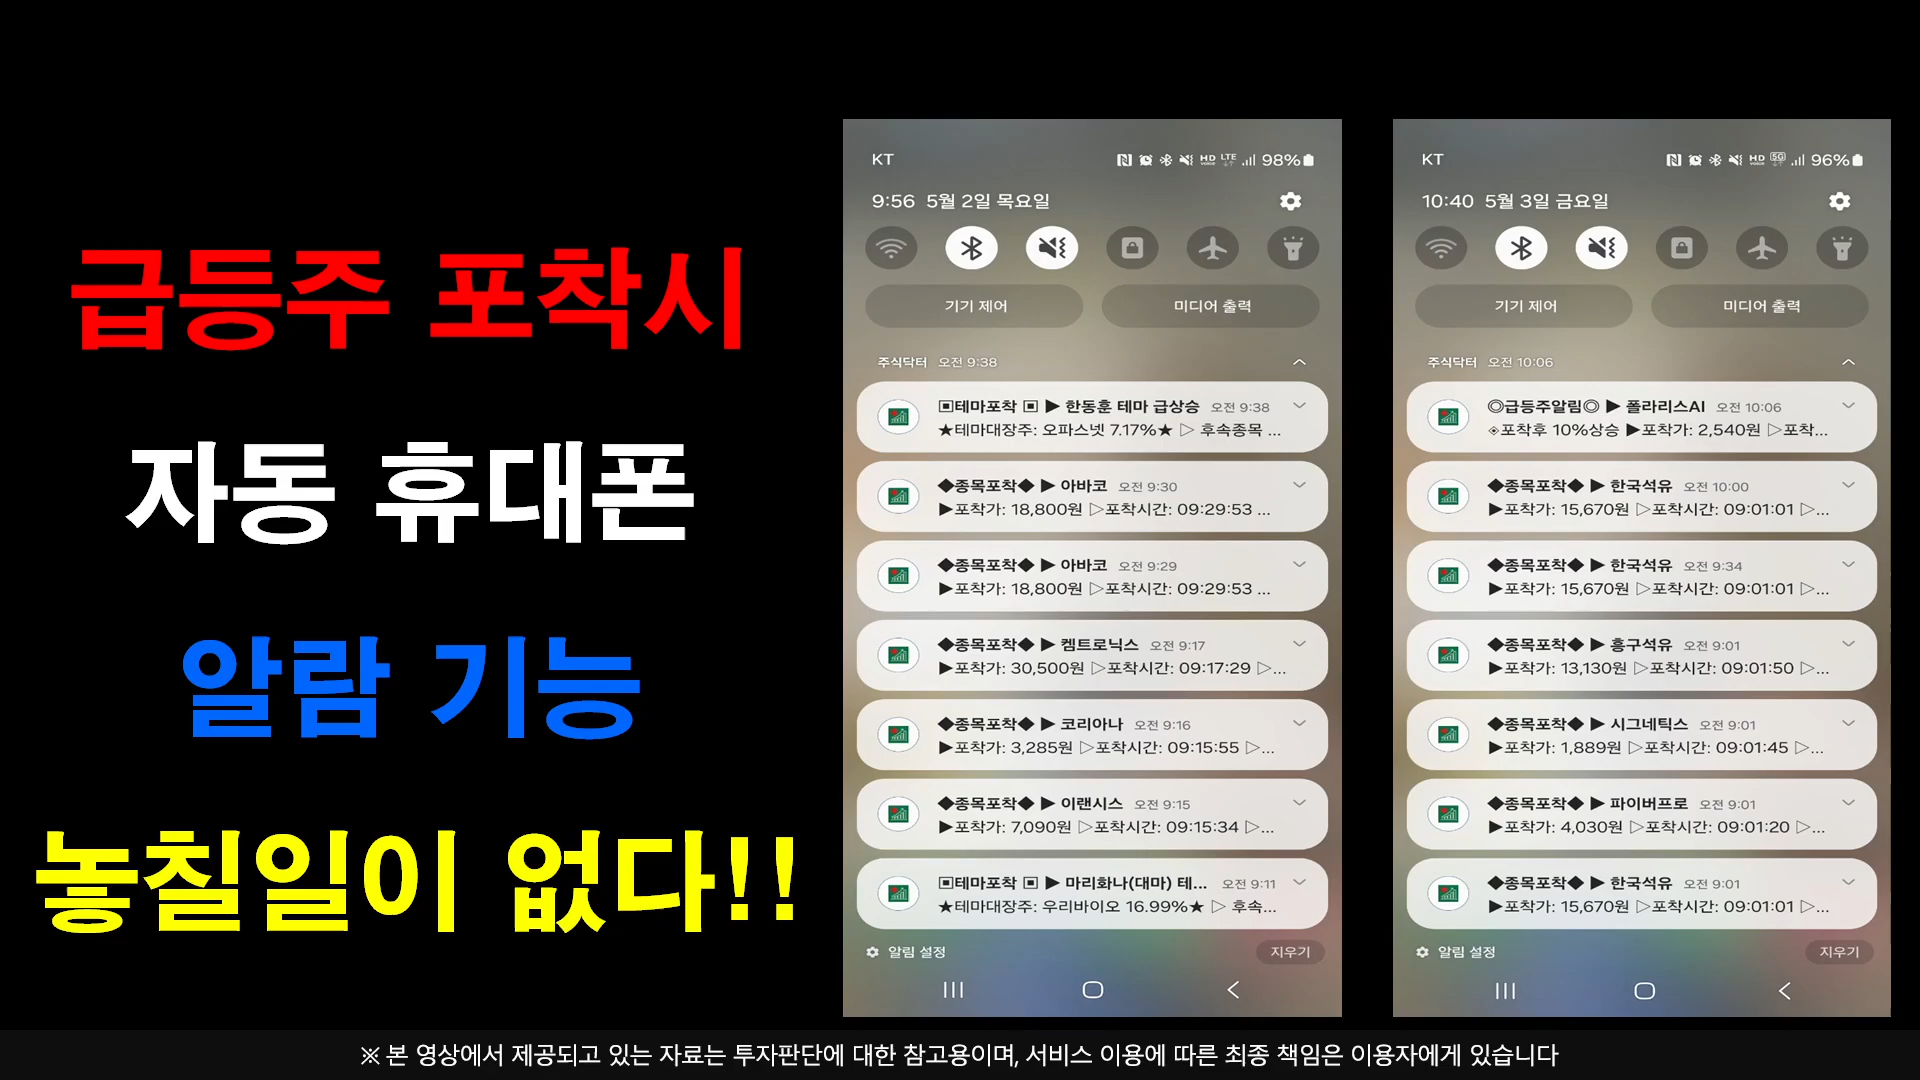 급등주 포착시
자동 휴대폰
알람 기능
놓칠일이 없다!!
KT
HD LTE 98%
9:56 5월 2일 목요일
기기 제어
미디어 출력
주식닥터 오전 9:38
▣테마포착 ▣ ▶ 한동훈 테마 급상승 오전 9:38
★테마대장주: 오파스넷 7.17%★ ▷ 후속종목 ...
◆종목포착◆ ▶ 아바코 오전 9:30
▶포착가: 18,800원 ▷포착시간: 09:29:53 ...
◆종목포착◆ ▶ 아바코 오전 9:29
▶포착가: 18,800원 ▷포착시간: 09:29:53 ...
◆종목포착◆ ▶ 켐트로닉스 오전 9:17
▶포착가: 30,500원 ▷포착시간: 09:17:29 ▷...
◆종목포착◆ ▶ 코리아나 오전 9:16
▶포착가: 3,285원 ▷포착시간: 09:15:55 ▷...
◆종목포착◆ ▶ 이랜시스 오전 9:15
▶포착가: 7,090원 ▷포착시간: 09:15:34 ▷...
▣테마포착 ▣ ▶ 마리화나(대마) 테... 오전 9:11
★테마대장주: 우리바이오 16.99%★ ▷ 후속...
알림 설정
지우기
KT
HD 5G 96%
10:40 5월 3일 금요일
기기 제어
미디어 출력
주식닥터 오전 10:06
◎급등주알림◎ ▶ 폴라리스AI 오전 10:06
◈포착후 10%상승 ▶포착가: 2,540원 ▷포착...
◆종목포착◆ ▶ 한국석유 오전 10:00
▶포착가: 15,670원 ▷포착시간: 09:01:01 ▷...
◆종목포착◆ ▶ 한국석유 오전 9:34
▶포착가: 15,670원 ▷포착시간: 09:01:01 ▷...
◆종목포착◆ ▶ 흥구석유 오전 9:01
▶포착가: 13,130원 ▷포착시간: 09:01:50 ▷...
◆종목포착◆ ▶ 시그네틱스 오전 9:01
▶포착가: 1,889원 ▷포착시간: 09:01:45 ▷...
◆종목포착◆ ▶ 파이버프로 오전 9:01
▶포착가: 4,030원 ▷포착시간: 09:01:20 ▷...
◆종목포착◆ ▶ 한국석유 오전 9:01
▶포착가: 15,670원 ▷포착시간: 09:01:01 ▷...
알림 설정
지우기
※ 본 영상에서 제공되고 있는 자료는 투자판단에 대한 참고용이며, 서비스 이용에 따른 최종 책임은 이용자에게 있습니다